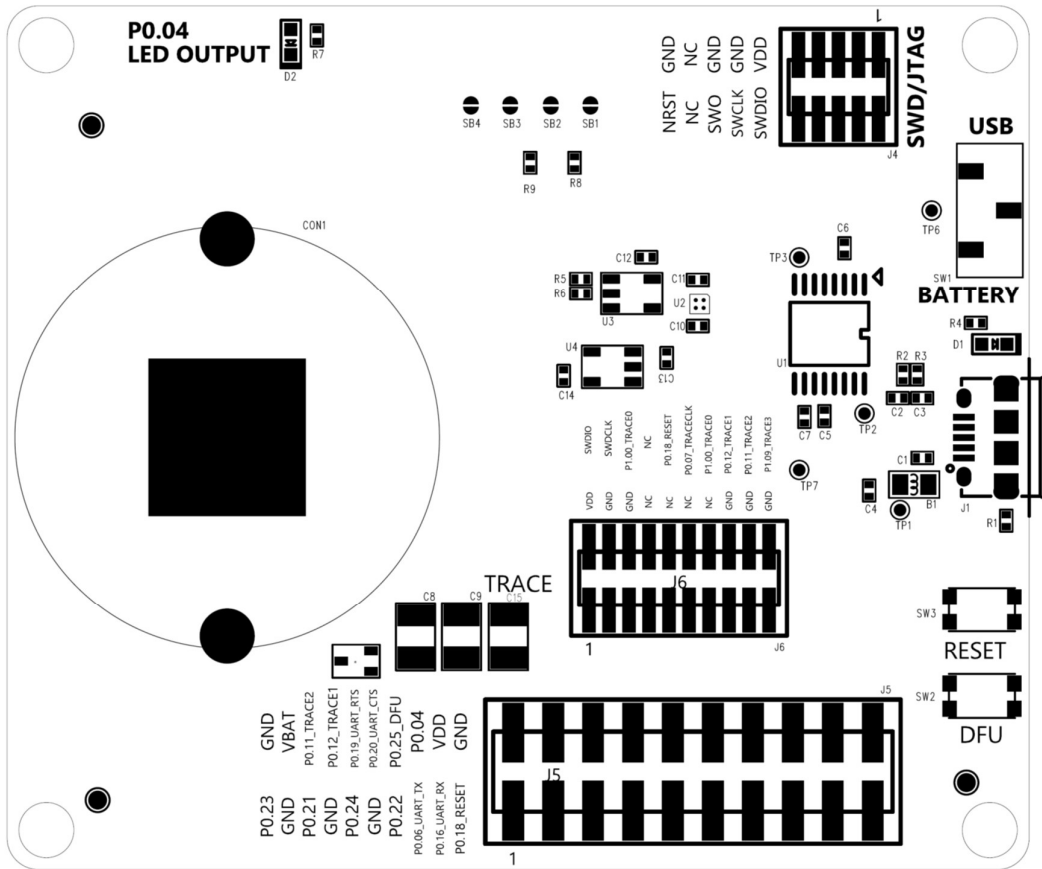 P0.04
LED OUTPUT
D2
R7
1
GND
NC
GND
GND
VDD
NRST
NC
SWO
SWCLK
SWDIO
SWD/JTAG
J4
SB4
SB3
SB2
SB1
R9
R8
USB
TP6
SW1
BATTERY
CON1
C6
TP3
C12
R5
R6
C11
U2
U3
C10
U4
C13
C14
U1
R4
D1
R2
R3
C2
C3
C7
C5
TP2
C1
TP7
C4
B1
J1
TP1
R1
SWDIO
SWDCLK
P1.00_TRACE0
NC
P0.18_RESET
P0.07_TRACECLK
P1.00_TRACE0
P0.12_TRACE1
P0.11_TRACE2
P1.09_TRACE3
VDD
GND
GND
NC
NC
NC
NC
GND
GND
GND
TRACE
J6
1
J6
C8
C9
C15
SW3
RESET
SW2
DFU
GND
VBAT
P0.11_TRACE2
P0.12_TRACE1
P0.19_UART_RTS
P0.20_UART_CTS
P0.25_DFU
P0.04
VDD
GND
P0.23
GND
P0.21
GND
P0.24
GND
P0.22
P0.06_UART_TX
P0.16_UART_RX
P0.18_RESET
J5
J5
1